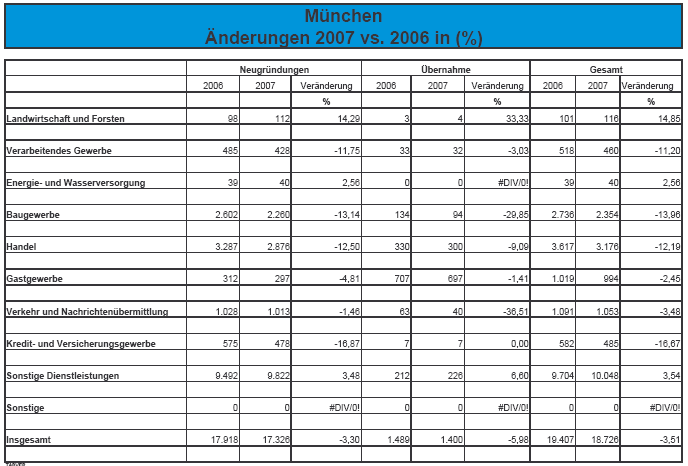 München
Änderungen 2007 vs. 2006 in (%)
Neugründungen Übernahme Gesamt
2006 2007 Veränderung 2006 2007 Veränderung 2006 2007 Veränderung
% % %
Landwirtschaft und Forsten 98 112 14,29 3 4 33,33 101 116 14,85
Verarbeitendes Gewerbe 485 428 -11,75 33 32 -3,03 518 460 -11,20
Energie- und Wasserversorgung 39 40 2,56 0 0 #DIV/0! 39 40 2,56
Baugewerbe 2.602 2.260 -13,14 134 94 -29,85 2.736 2.354 -13,96
Handel 3.287 2.876 -12,50 330 300 -9,09 3.617 3.176 -12,19
Gastgewerbe 312 297 -4,81 707 697 -1,41 1.019 994 -2,45
Verkehr und Nachrichtenübermittlung 1.028 1.013 -1,46 63 40 -36,51 1.091 1.053 -3,48
Kredit- und Versicherungsgewerbe 575 478 -16,87 7 7 0,00 582 485 -16,67
Sonstige Dienstleistungen 9.492 9.822 3,48 212 226 6,60 9.704 10.048 3,54
Sonstige 0 0 #DIV/0! 0 0 #DIV/0! 0 0 #DIV/0!
Insgesamt 17.918 17.326 -3,30 1.489 1.400 -5,98 19.407 18.726 -3,51